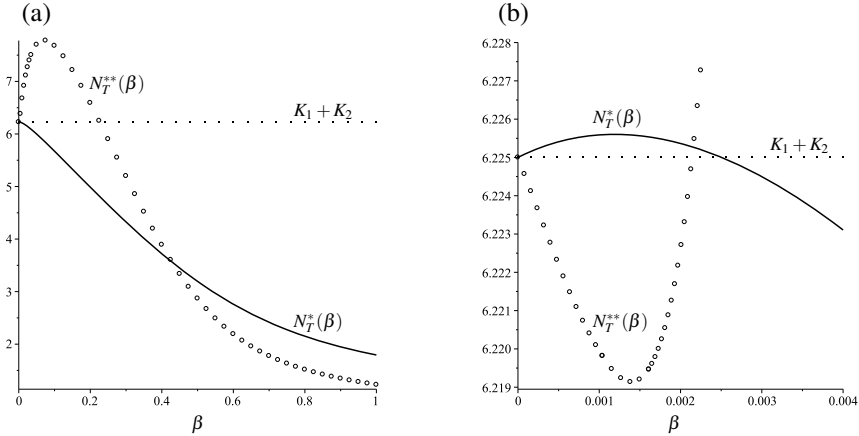 (a)
7
6
5
4
3
2
0
0.2
0.4
0.6
0.8
1
β
N_T^{**}(β)
K_1 + K_2
N_T^*(β)
(b)
6.228
6.227
6.226
6.225
6.224
6.223
6.222
6.221
6.220
6.219
0
0.001
0.002
0.003
0.004
β
N_T^*(β)
K_1 + K_2
N_T^{**}(β)